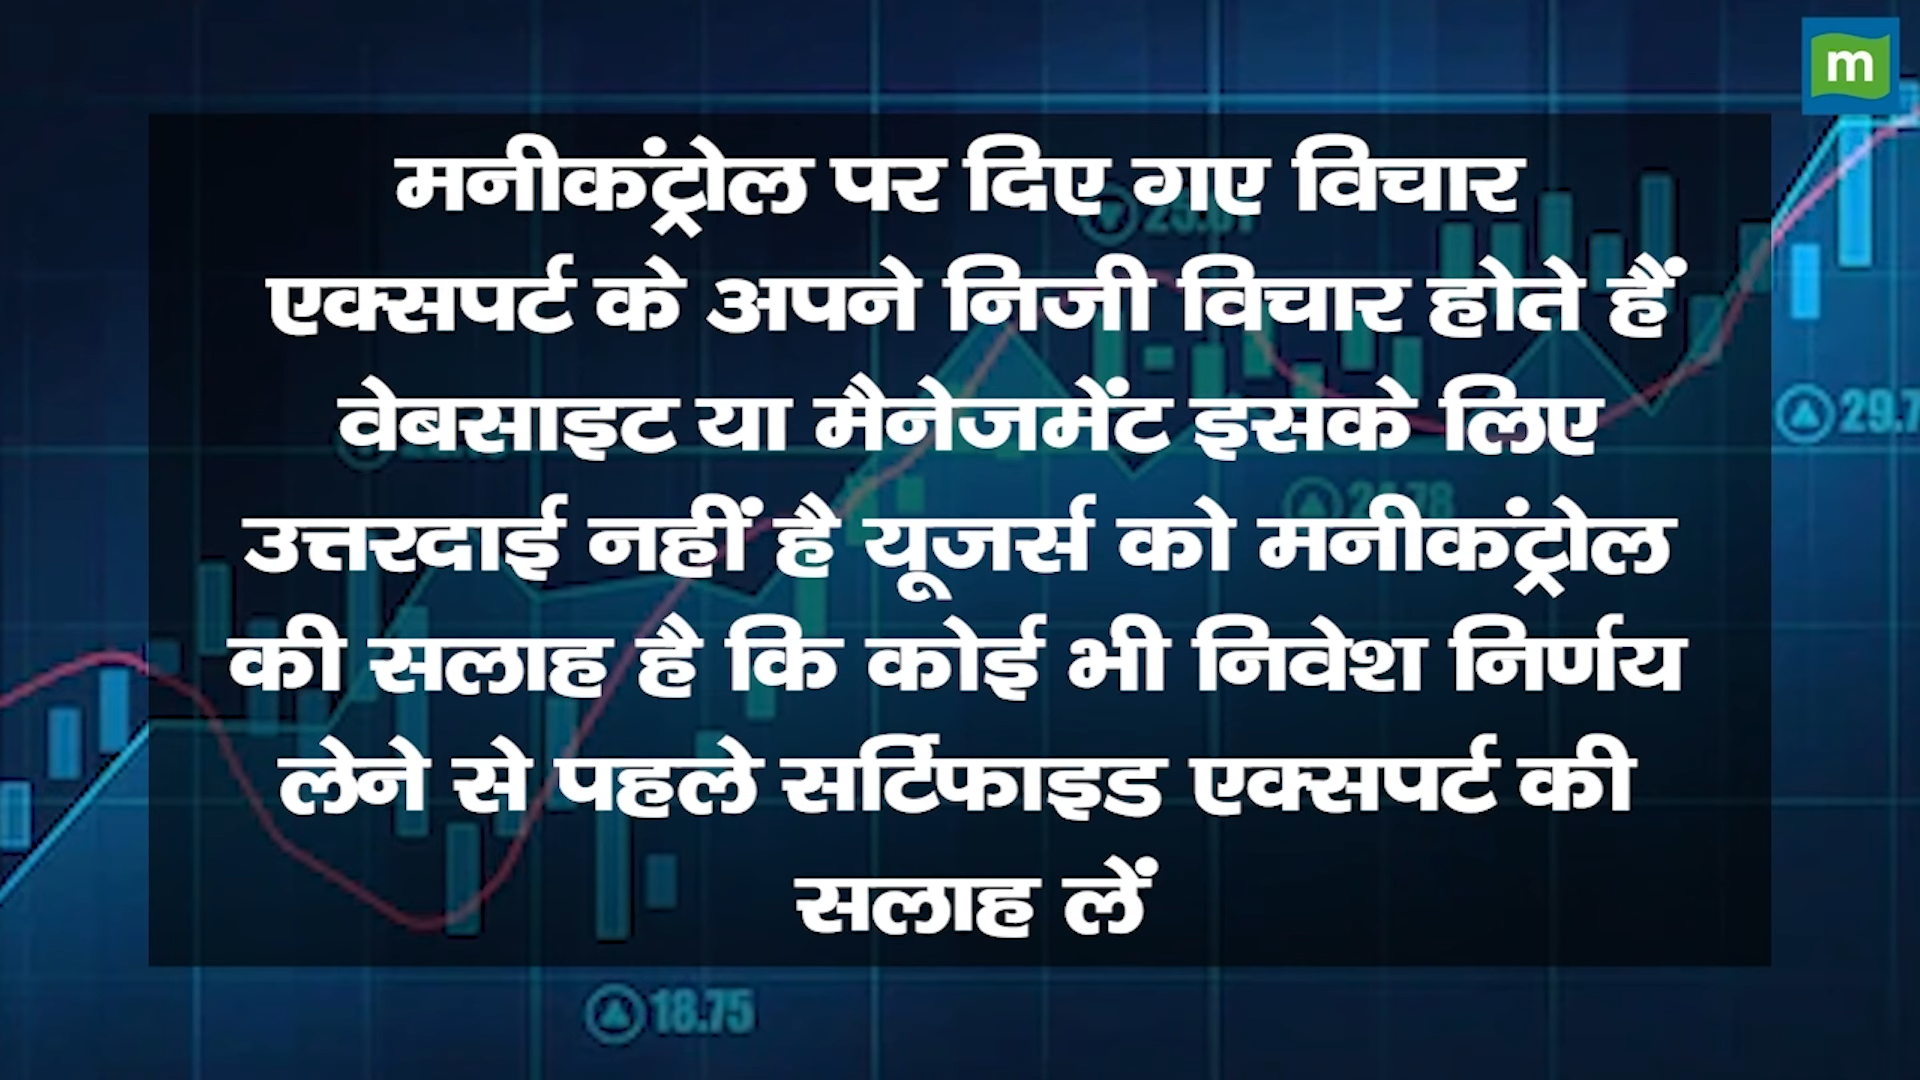 m
मनीकंट्रोल पर दिए गए विचार
एक्सपर्ट के अपने निजी विचार होते हैं
वेबसाइट या मैनेजमेंट इसके लिए
उत्तरदाई नहीं है यूजर्स को मनीकंट्रोल
की सलाह है कि कोई भी निवेश निर्णय
लेने से पहले सर्टिफाइड एक्सपर्ट की
सलाह लें
29.7
18.75